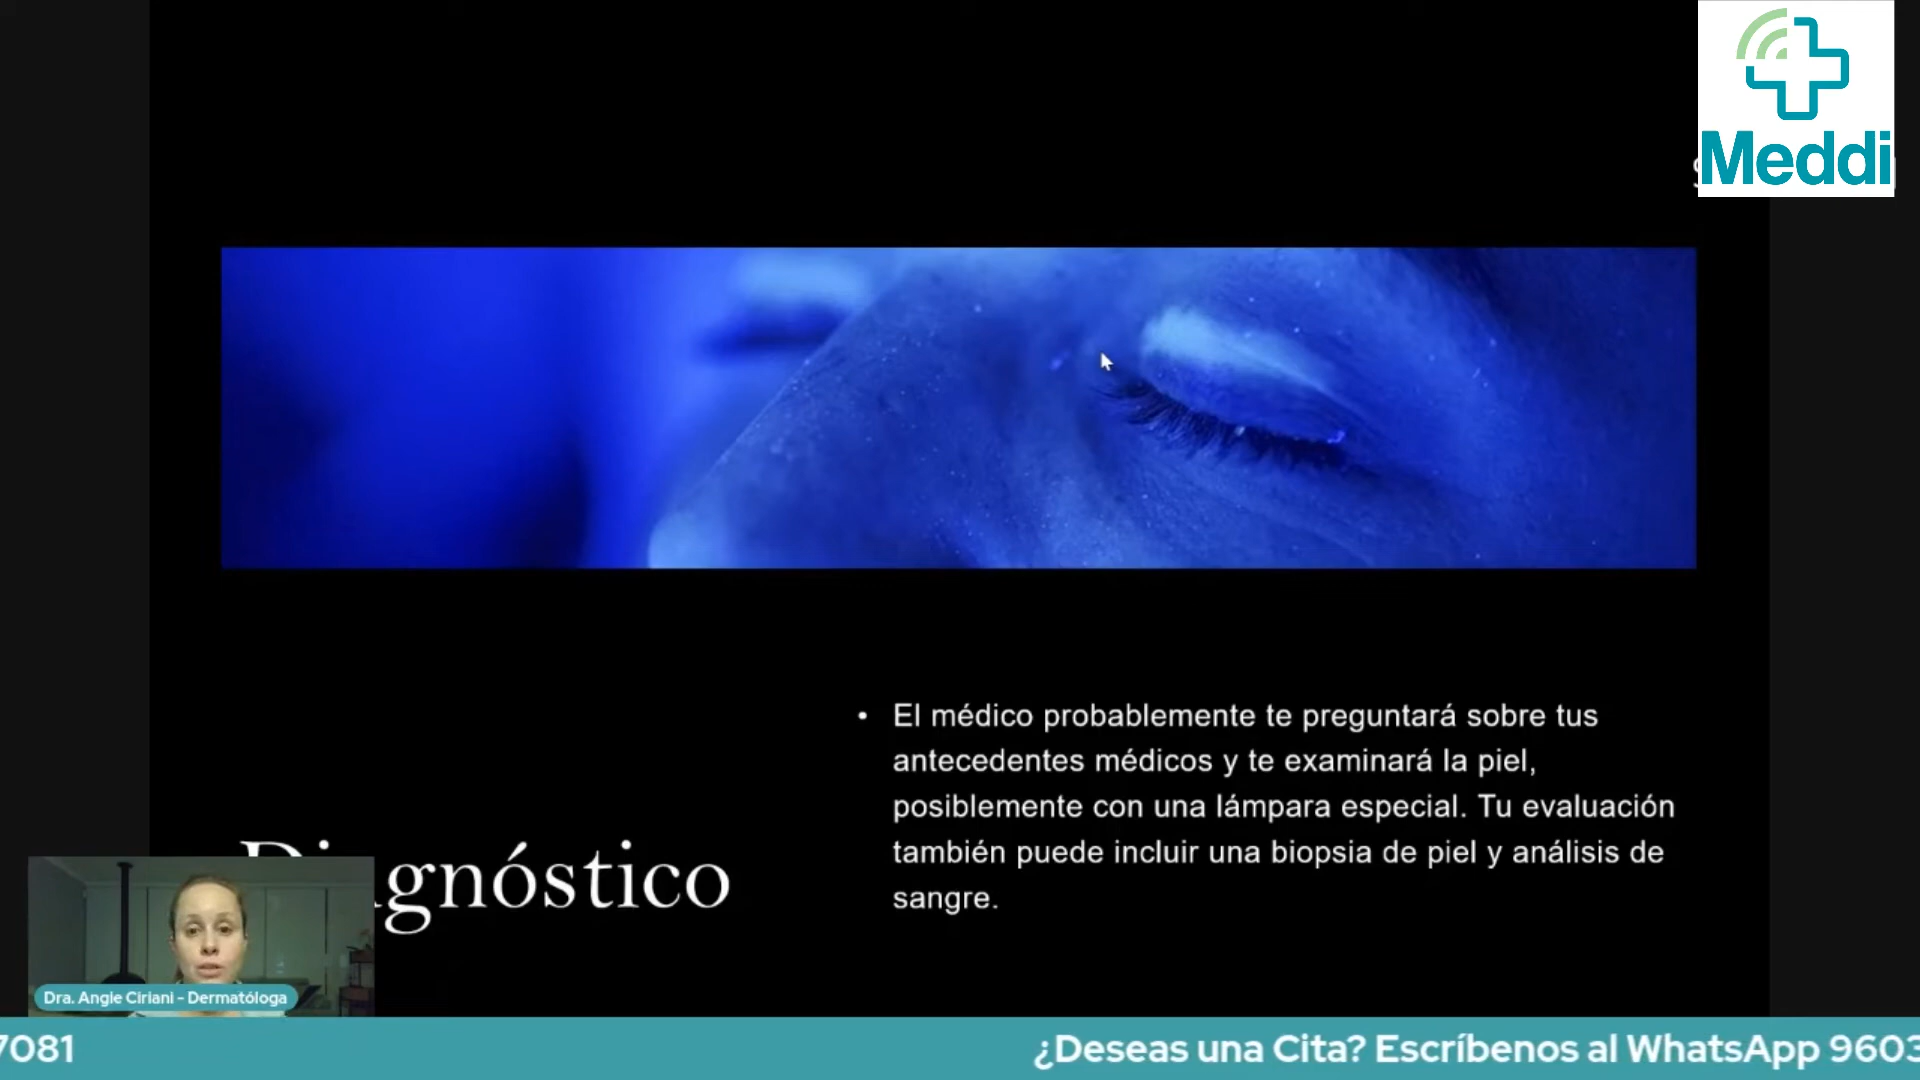 Meddi
El médico probablemente te preguntará sobre tus
antecedentes médicos y te examinará la piel,
posiblemente con una lámpara especial. Tu evaluación
también puede incluir una biopsia de piel y análisis de
sangre.
Diagnóstico
Dra. Angie Ciriani - Dermatóloga
7081
¿Deseas una Cita? Escríbenos al WhatsApp 9603